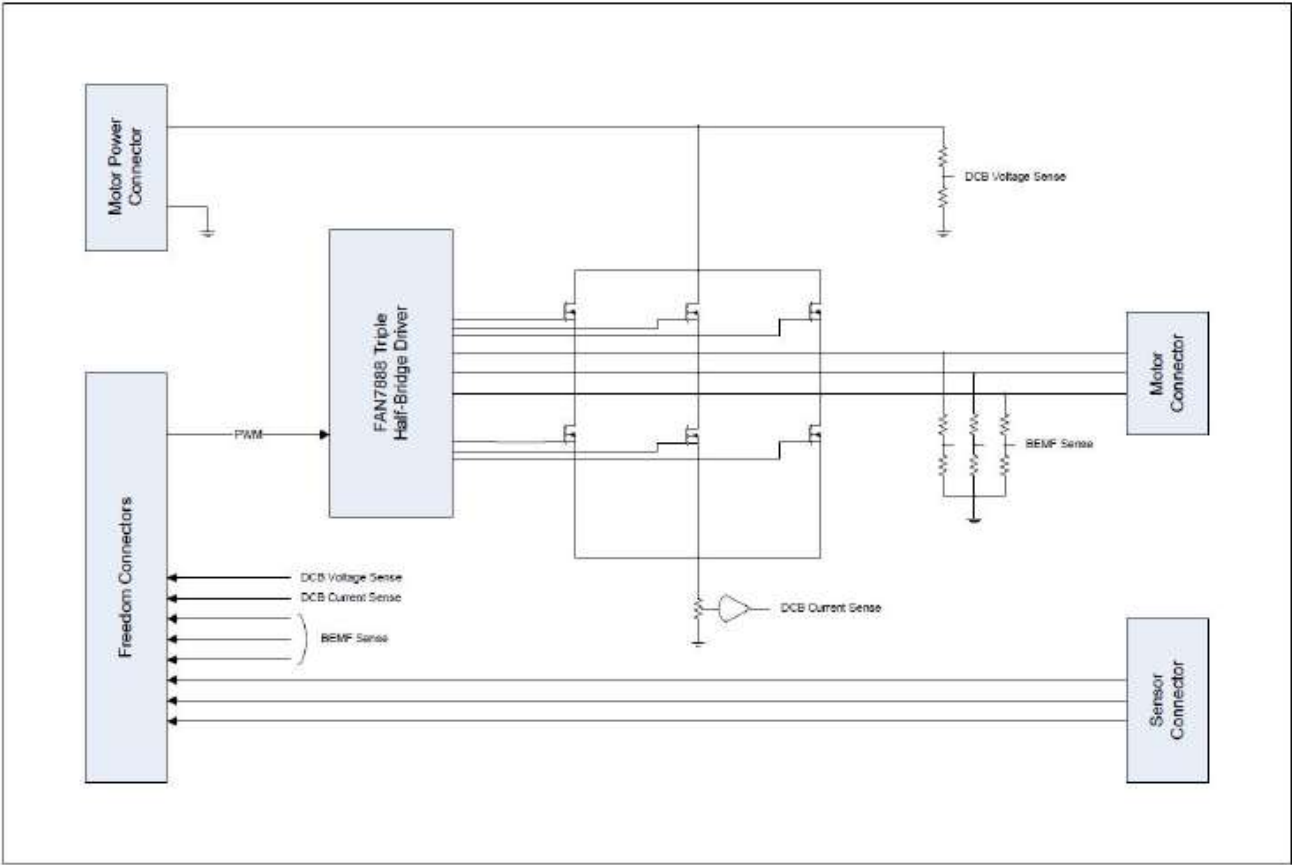 Motor Power
Connector
DCB Voltage Sense
FAN7888 Triple
Half-Bridge Driver
Motor
Connector
PWM
BEMF Sense
Freedom Connectors
DCB Voltage Sense
DCB Current Sense
BEMF Sense
DCB Current Sense
Sensor
Connector